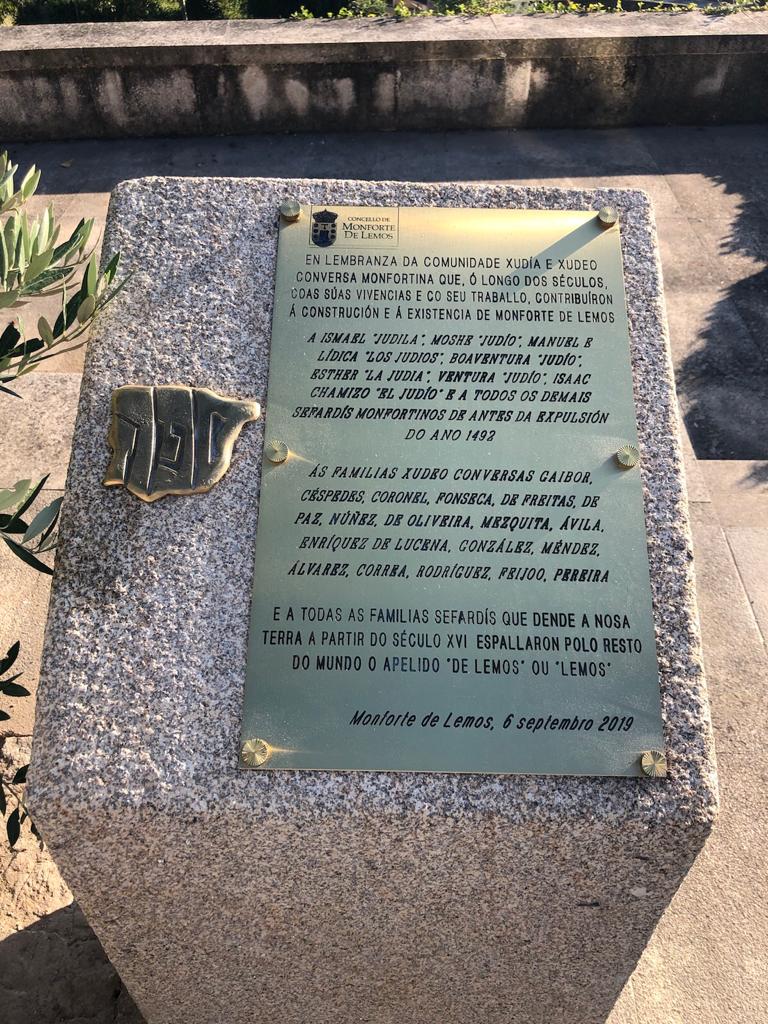 CONCELLO DE
MONFORTE
DE LEMOS
EN LEMBRANZA DA COMUNIDADE XUDÍA E XUDEO
CONVERSA MONFORTINA QUE, Ó LONGO DOS SÉCULOS,
COAS SÚAS VIVENCIAS E CO SEU TRABALLO, CONTRIBUÍRON
Á CONSTRUCIÓN E Á EXISTENCIA DE MONFORTE DE LEMOS
A ISMAEL "JUDILA", MOSHE "JUDÍO", MANUEL E
LÍDICA "LOS JUDIOS", BOAVENTURA "JUDÍO",
ESTHER "LA JUDIA", VENTURA "JUDÍO", ISAAC
CHAMIZO "EL JUDÍO" E A TODOS OS DEMAIS
SEFARDÍS MONFORTINOS DE ANTES DA EXPULSIÓN
DO ANO 1492
ÁS FAMILIAS XUDEO CONVERSAS GAIBOR,
CÉSPEDES, CORONEL, FONSECA, DE FREITAS, DE
PAZ, NÚÑEZ, DE OLIVEIRA, MEZQUITA, ÁVILA,
ENRÍQUEZ DE LUCENA, GONZÁLEZ, MÉNDEZ,
ÁLVAREZ, CORREA, RODRÍGUEZ, FEIJOO, PEREIRA
E A TODAS AS FAMILIAS SEFARDÍS QUE DENDE A NOSA
TERRA A PARTIR DO SÉCULO XVI ESPALLARON POLO RESTO
DO MUNDO O APELIDO "DE LEMOS" OU "LEMOS"
Monforte de Lemos, 6 septembro 2019
ספרד